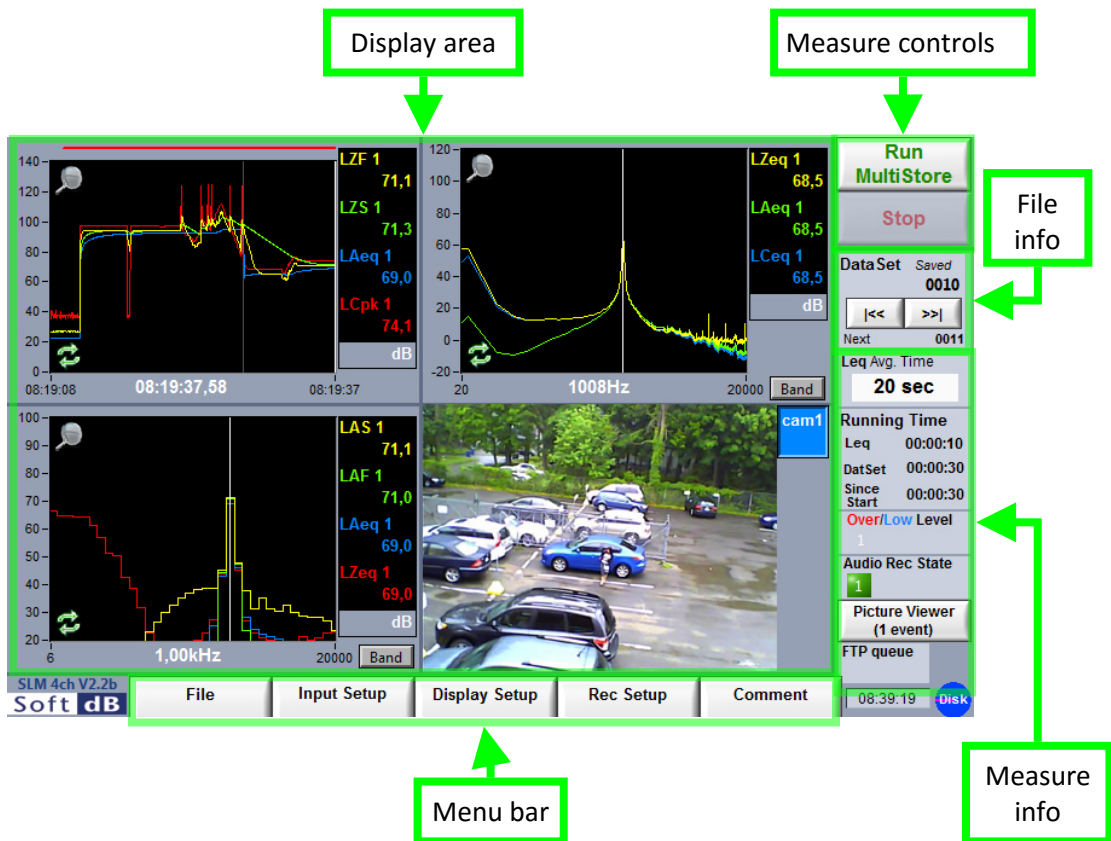 Display area
Measure controls
File
info
Measure
info
Menu bar
140
120
100
80
60
40
20
0
08:19:08
08:19:37,58
08:19:37
LZF 1
71,1
LZS 1
71,3
LAeq 1
69,0
LCpk 1
74,1
dB
120
80
60
40
20
0
-20
20
1008Hz
20000
Band
LZeq 1
68,5
LAeq 1
68,5
LCeq 1
68,5
dB
100
90
80
70
60
50
40
30
20
6
1,00kHz
20000
Band
LAS 1
71,1
LAF 1
71,0
LAeq 1
69,0
LZeq 1
69,0
dB
cam1
Run
MultiStore
Stop
DataSet Saved
0010
|<< >>|
Next 0011
Leq Avg. Time
20 sec
Running Time
Leq 00:00:10
DatSet 00:00:30
Since
Start 00:00:30
Over/Low Level
1
Audio Rec State
1
Picture Viewer
(1 event)
FTP queue
08:39:19 Disk
SLM 4ch V2.2b
Soft dB
File Input Setup Display Setup Rec Setup Comment